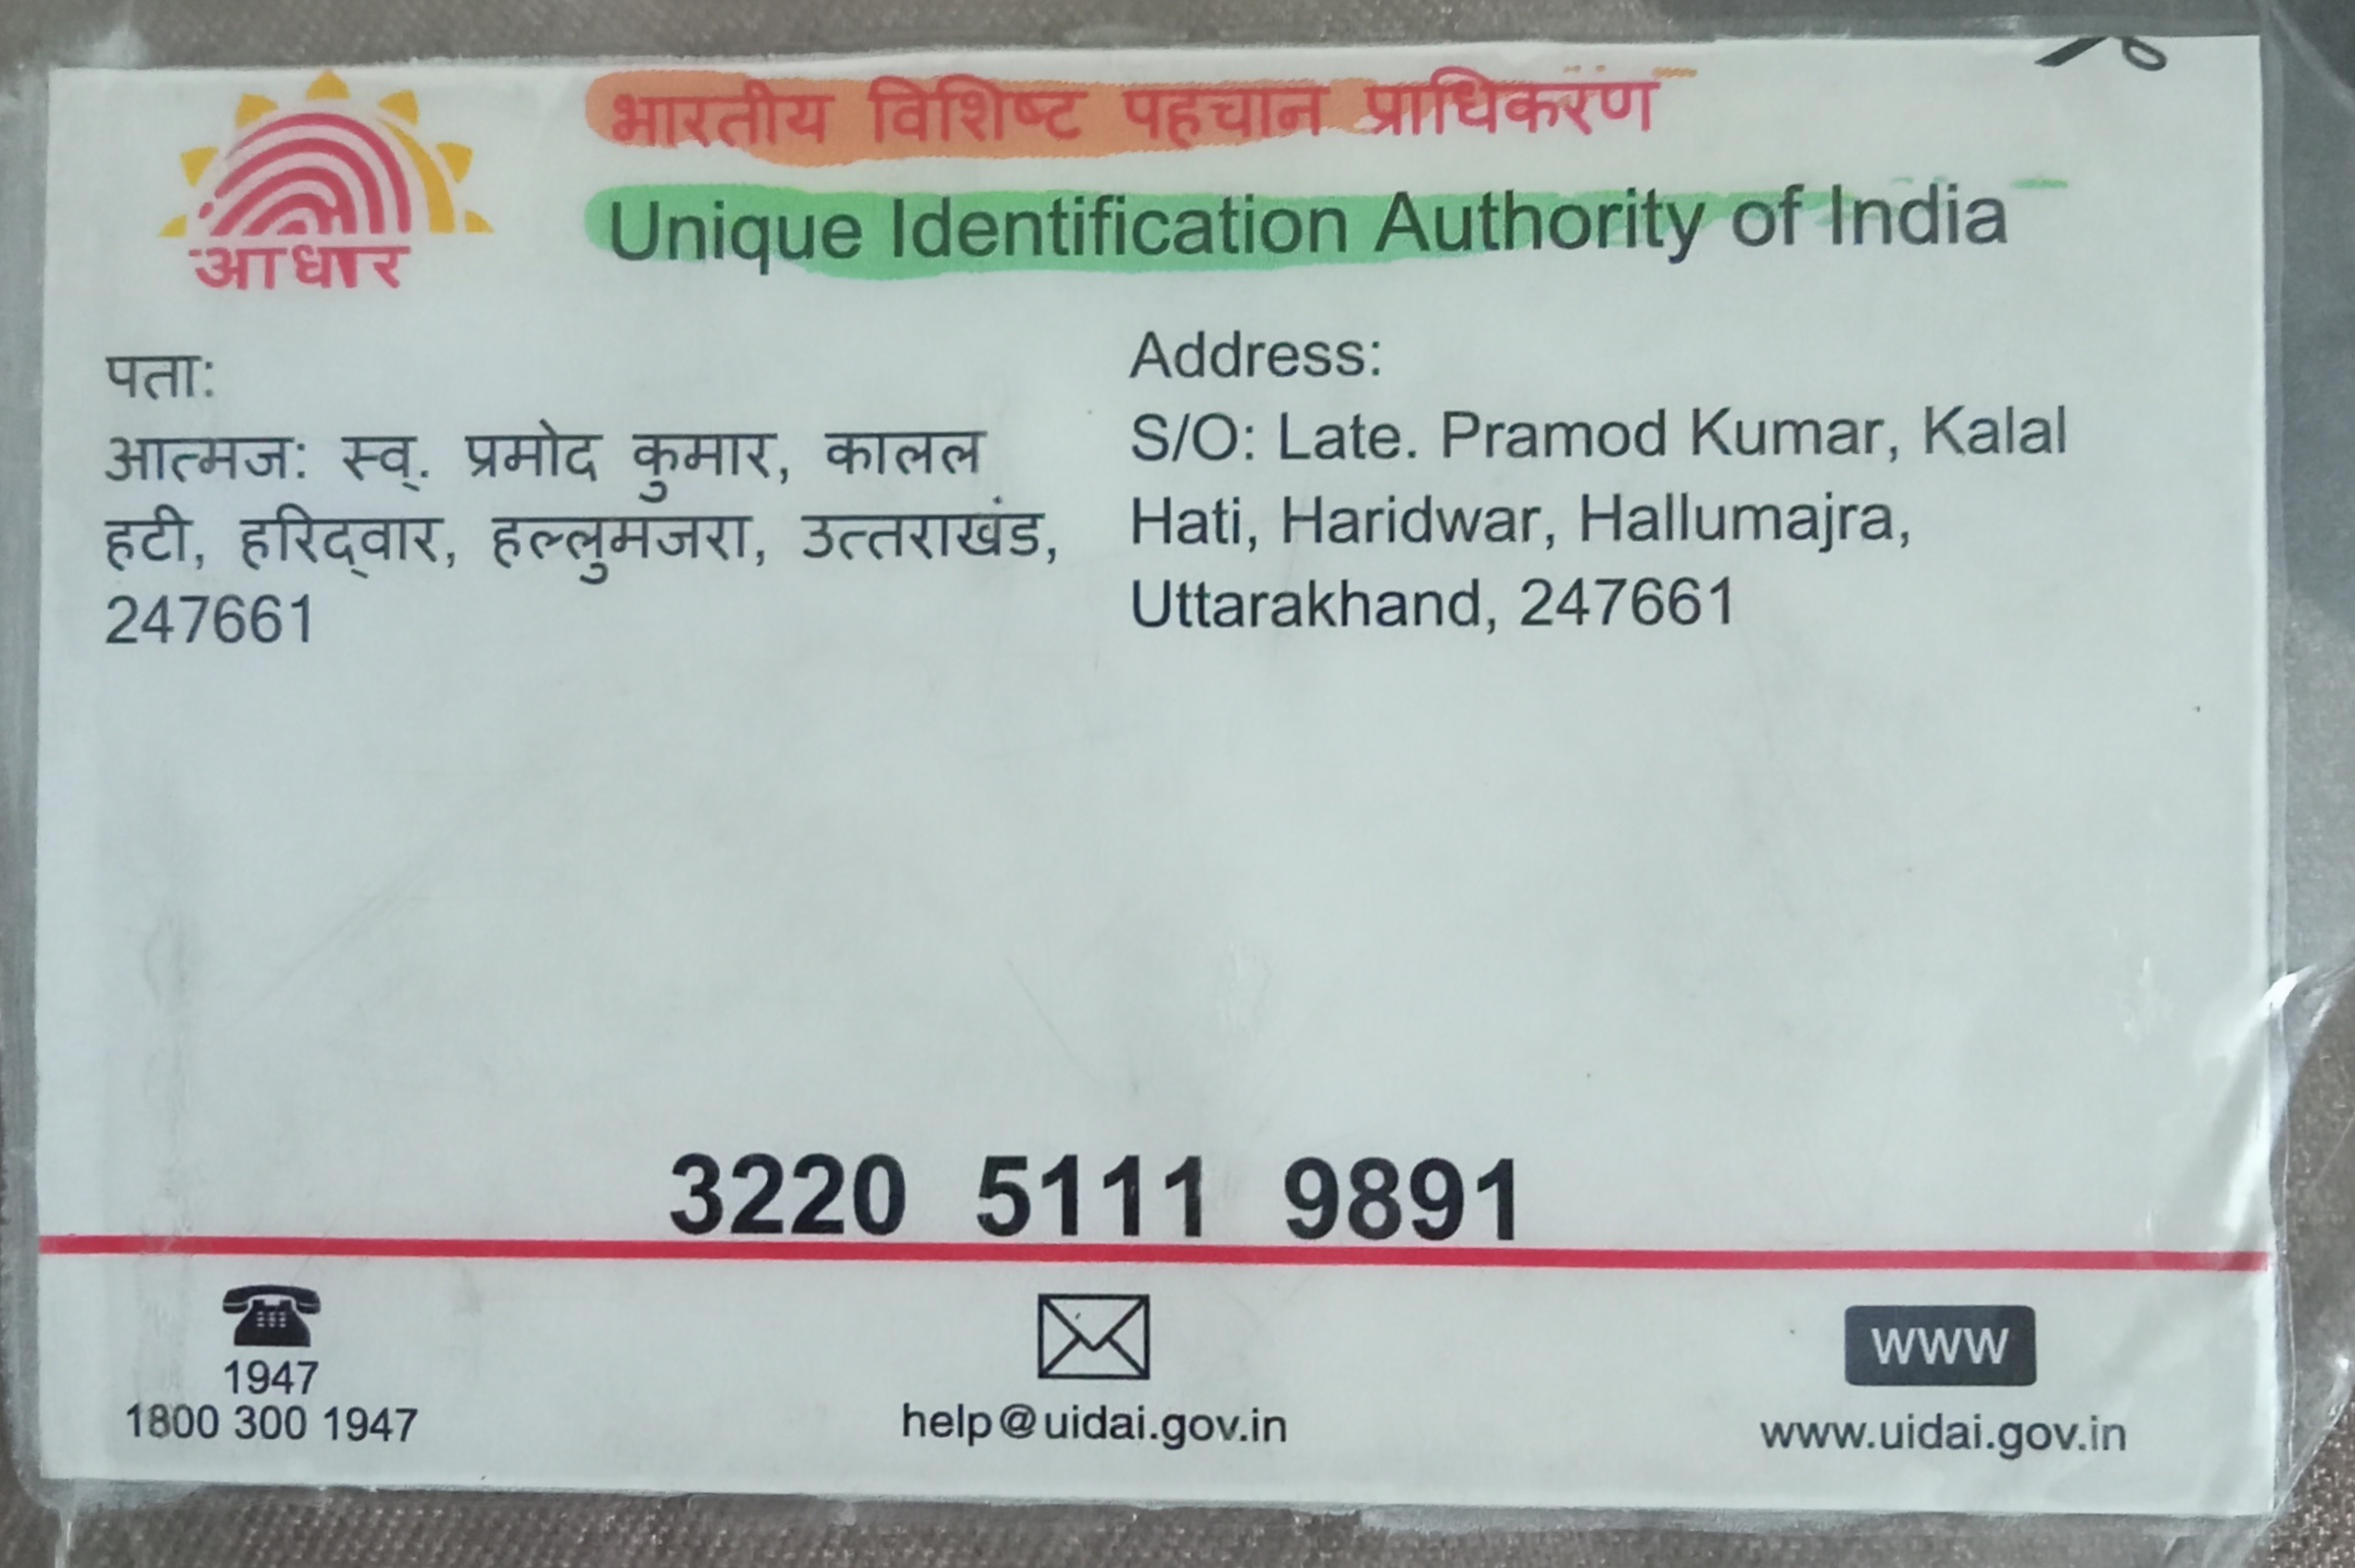 भारतीय विशिष्ट पहचान प्राधिकरण
Unique Identification Authority of India
आधार
पता:
आत्मज: स्व्. प्रमोद कुमार, कालल
हटी, हरिद्वार, हल्लुमजरा, उत्तराखंड,
247661
Address:
S/O: Late. Pramod Kumar, Kalal
Hati, Haridwar, Hallumajra,
Uttarakhand, 247661
3220 5111 9891
1947
1800 300 1947
help@uidai.gov.in
www
www.uidai.gov.in